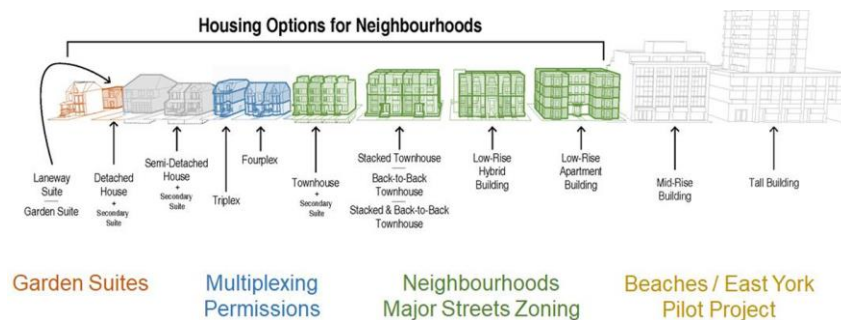 Housing Options for Neighbourhoods
Laneway
Suite
Garden Suite
Detached
House
+
Secondary
Suite
Semi-Detached
House
+
Secondary Suite
Triplex
Fourplex
Townhouse
+
Secondary Suite
Stacked Townhouse
Back-to-Back
Townhouse
Stacked & Back-to-Back
Townhouse
Low-Rise
Hybrid
Building
Low-Rise
Apartment
Building
Mid-Rise
Building
Tall Building
Garden Suites
Multiplexing
Permissions
Neighbourhoods
Major Streets Zoning
Beaches / East York
Pilot Project